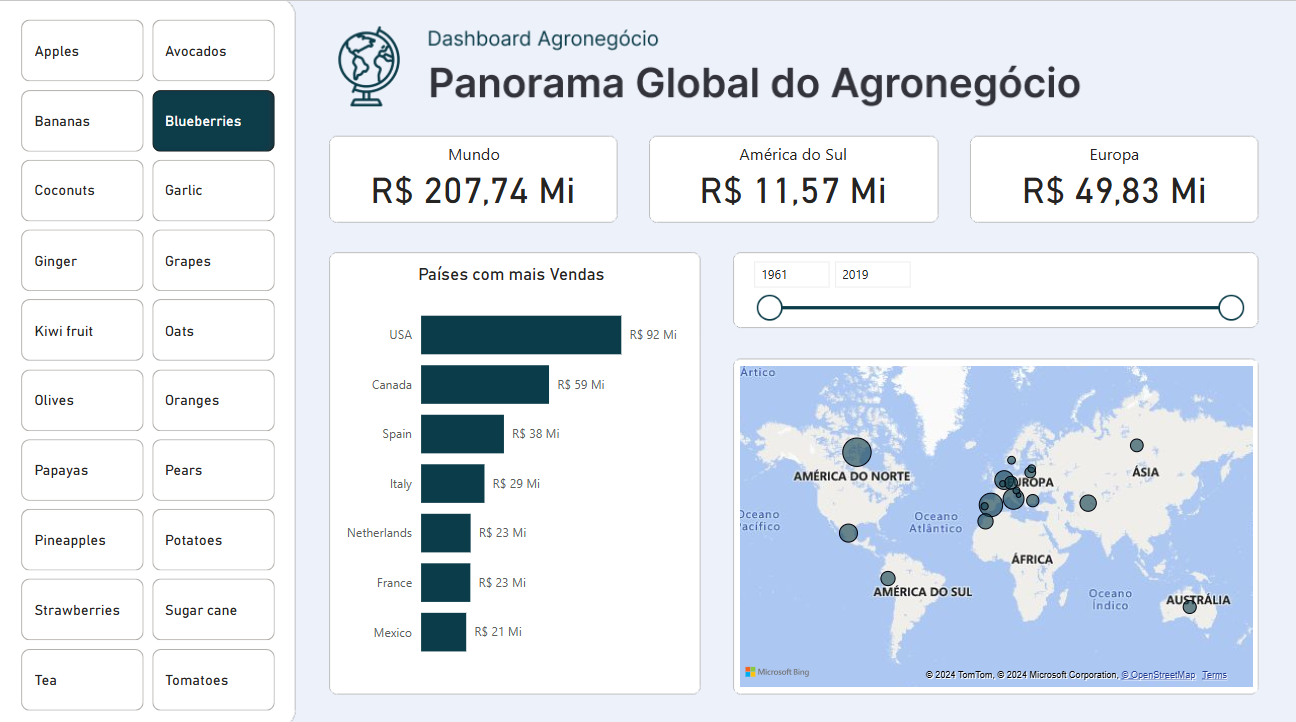 Apples
Avocados
Bananas
Blueberries
Coconuts
Garlic
Ginger
Grapes
Kiwi fruit
Oats
Olives
Oranges
Papayas
Pears
Pineapples
Potatoes
Strawberries
Sugar cane
Tea
Tomatoes
Dashboard Agronegócio
Panorama Global do Agronegócio
Mundo
R$ 207,74 Mi
América do Sul
R$ 11,57 Mi
Europa
R$ 49,83 Mi
Países com mais Vendas
USA R$ 92 Mi
Canada R$ 59 Mi
Spain R$ 38 Mi
Italy R$ 29 Mi
Netherlands R$ 23 Mi
France R$ 23 Mi
Mexico R$ 21 Mi
1961 2019
Ártico
AMÉRICA DO NORTE
ÁSIA
UROPA
Oceano
acífico
Oceano
Atlântico
ÁFRICA
AMÉRICA DO SUL
Oceano
Índico
AUSTRÁLIA
Microsoft Bing
© 2024 TomTom, © 2024 Microsoft Corporation, © OpenStreetMap Terms